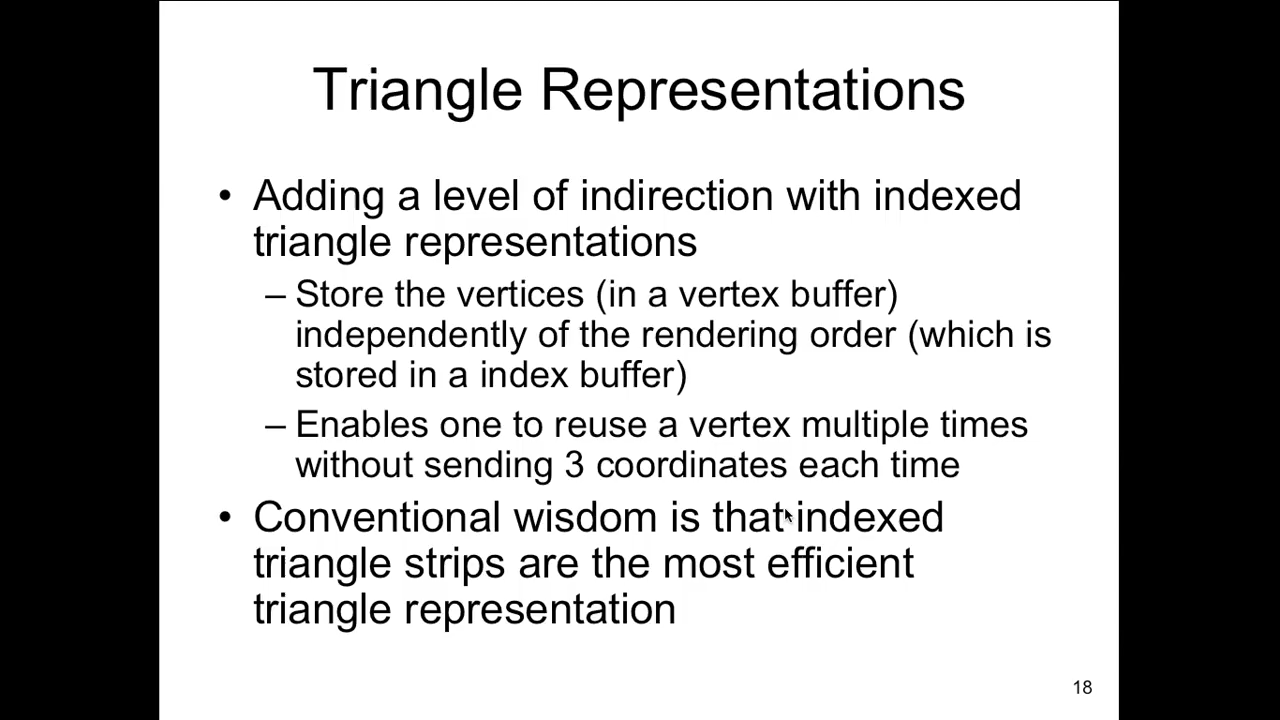 Triangle Representations
• Adding a level of indirection with indexed
triangle representations
– Store the vertices (in a vertex buffer)
independently of the rendering order (which is
stored in a index buffer)
– Enables one to reuse a vertex multiple times
without sending 3 coordinates each time
• Conventional wisdom is that indexed
triangle strips are the most efficient
triangle representation
18